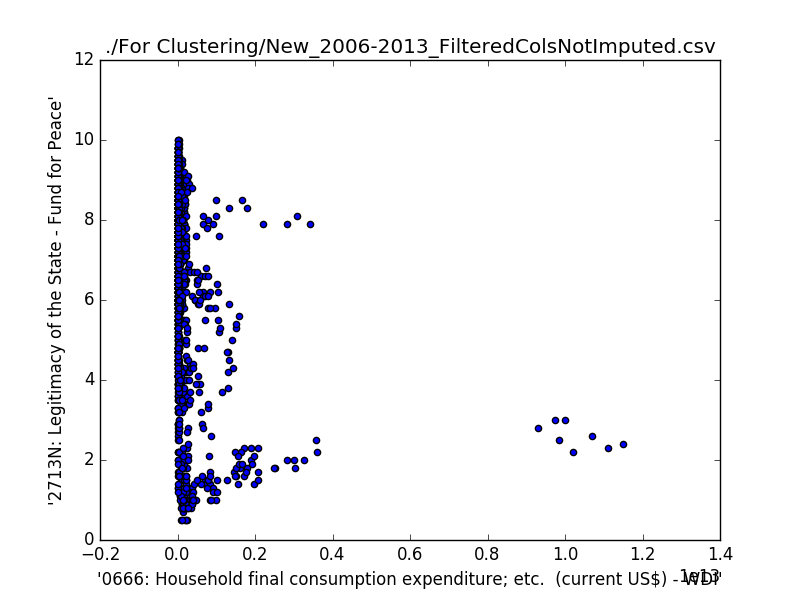 ./For Clustering/New_2006-2013_FilteredColsNotImputed.csv
12
10
8
6
4
2
0
'2713N: Legitimacy of the State - Fund for Peace'
−0.2 0.0 0.2 0.4 0.6 0.8 1.0 1.2 1.4
1e13
'0666: Household final consumption expenditure; etc.  (current US$) - WDI'